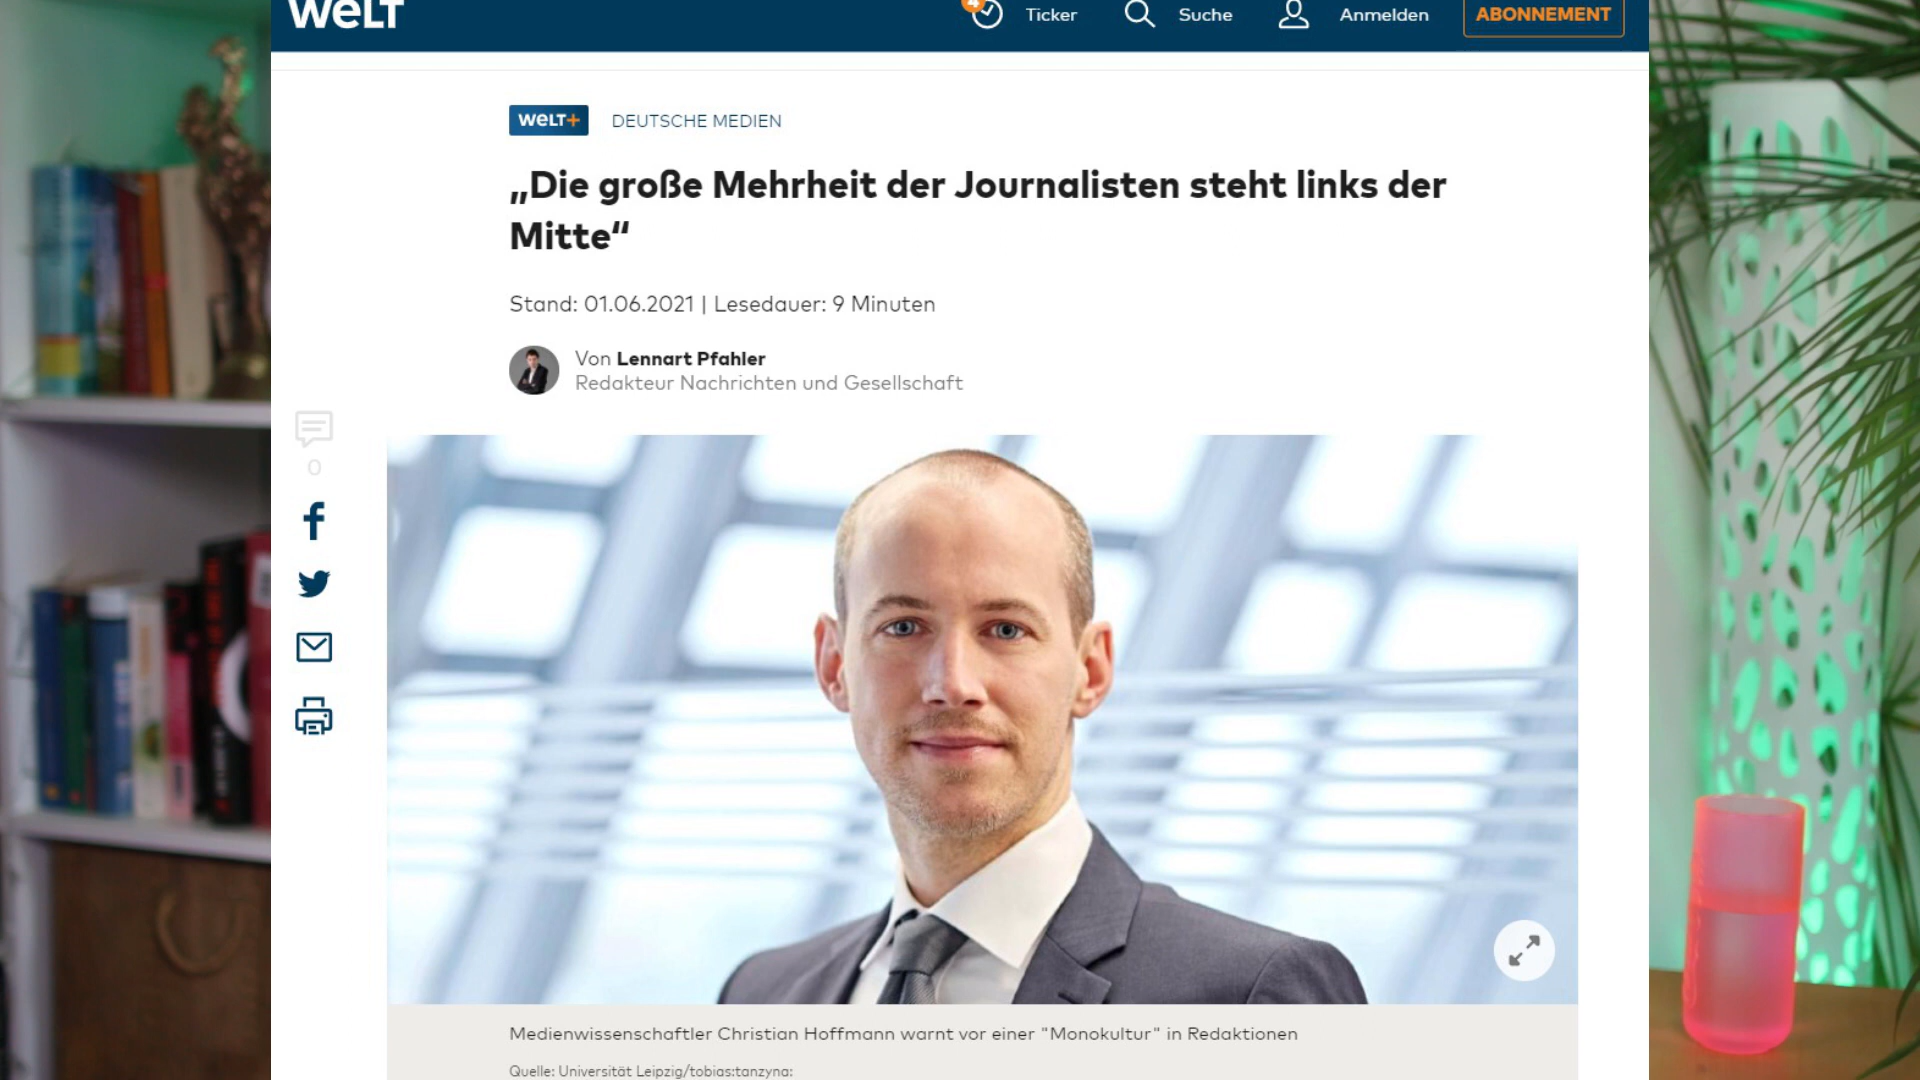 WELT
4
Ticker
Suche
Anmelden
ABONNEMENT
WELT+ DEUTSCHE MEDIEN
„Die große Mehrheit der Journalisten steht links der
Mitte“
Stand: 01.06.2021 | Lesedauer: 9 Minuten
Von Lennart Pfahler
Redakteur Nachrichten und Gesellschaft
0
Medienwissenschaftler Christian Hoffmann warnt vor einer "Monokultur" in Redaktionen
Quelle: Universität Leipzig/tobias:tanzyna: